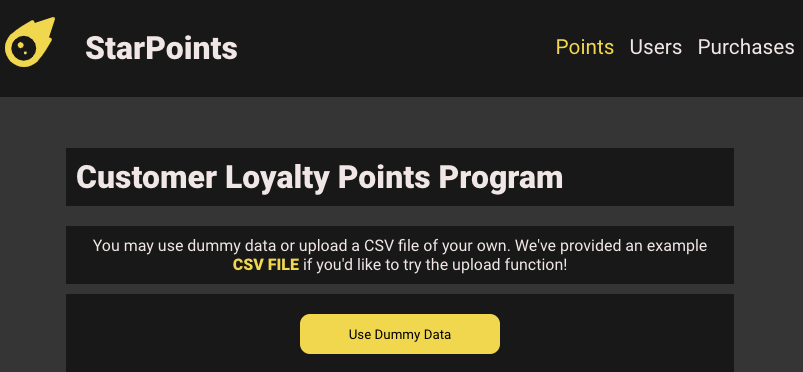 StarPoints
Points Users Purchases
Customer Loyalty Points Program
You may use dummy data or upload a CSV file of your own. We've provided an example
CSV FILE if you'd like to try the upload function!
Use Dummy Data